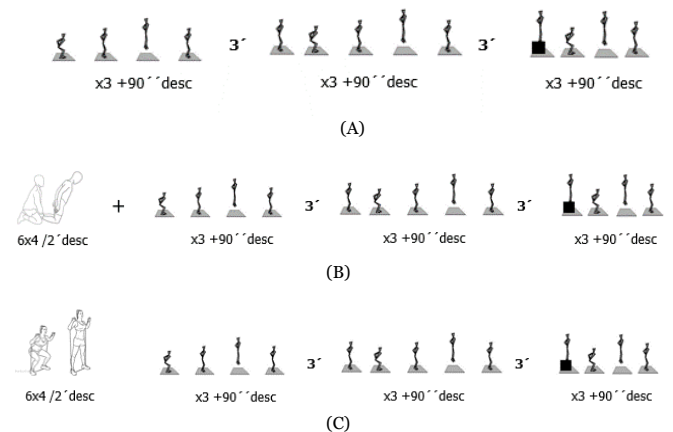 3´ 3´
x3 +90´´desc x3 +90´´desc x3 +90´´desc
(A)
+ 3´ 3´
6x4 /2´desc x3 +90´´desc x3 +90´´desc x3 +90´´desc
(B)
3´ 3´
6x4 /2´desc x3 +90´´desc x3 +90´´desc x3 +90´´desc
(C)